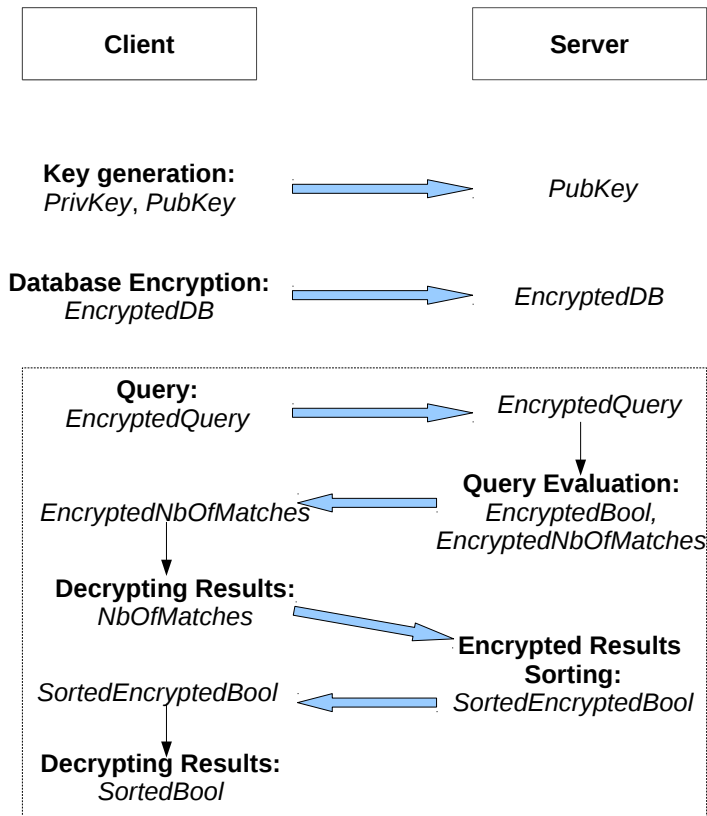 Client
Server
Key generation:
PrivKey, PubKey
PubKey
Database Encryption:
EncryptedDB
EncryptedDB
Query:
EncryptedQuery
EncryptedQuery
Query Evaluation:
EncryptedBool,
EncryptedNbOfMatches
EncryptedNbOfMatches
Decrypting Results:
NbOfMatches
Encrypted Results
Sorting:
SortedEncryptedBool
SortedEncryptedBool
Decrypting Results:
SortedBool